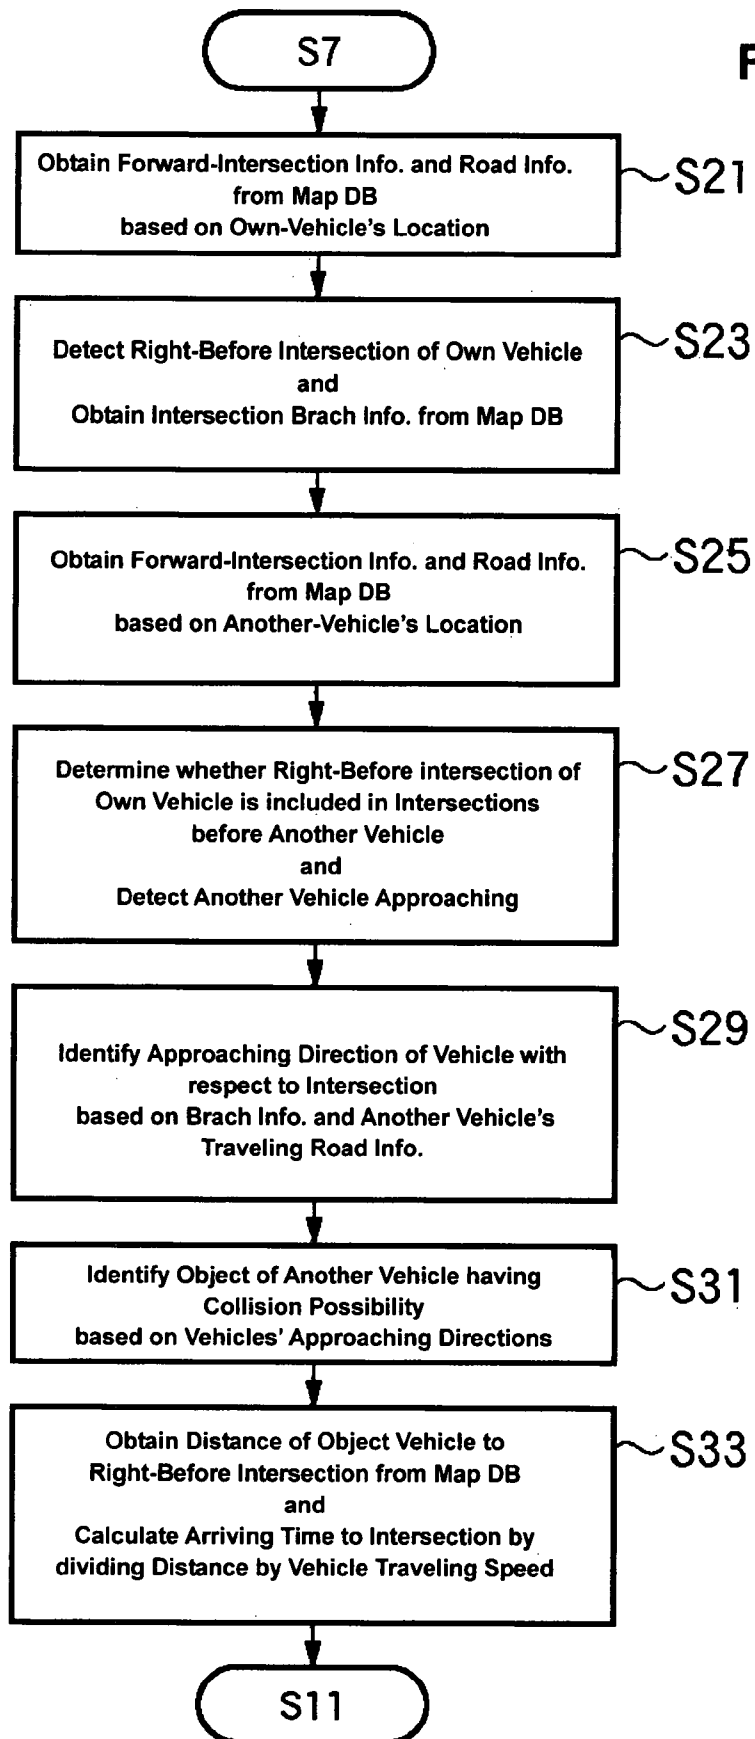 S7
F
Obtain Forward-Intersection Info. and Road Info.
from Map DB
based on Own-Vehicle's Location
S21
Detect Right-Before Intersection of Own Vehicle
and
Obtain Intersection Brach Info. from Map DB
S23
Obtain Forward-Intersection Info. and Road Info.
from Map DB
based on Another-Vehicle's Location
S25
Determine whether Right-Before intersection of
Own Vehicle is included in Intersections
before Another Vehicle
and
Detect Another Vehicle Approaching
S27
Identify Approaching Direction of Vehicle with
respect to Intersection
based on Brach Info. and Another Vehicle's
Traveling Road Info.
S29
Identify Object of Another Vehicle having
Collision Possibility
based on Vehicles' Approaching Directions
S31
Obtain Distance of Object Vehicle to
Right-Before Intersection from Map DB
and
Calculate Arriving Time to Intersection by
dividing Distance by Vehicle Traveling Speed
S33
S11